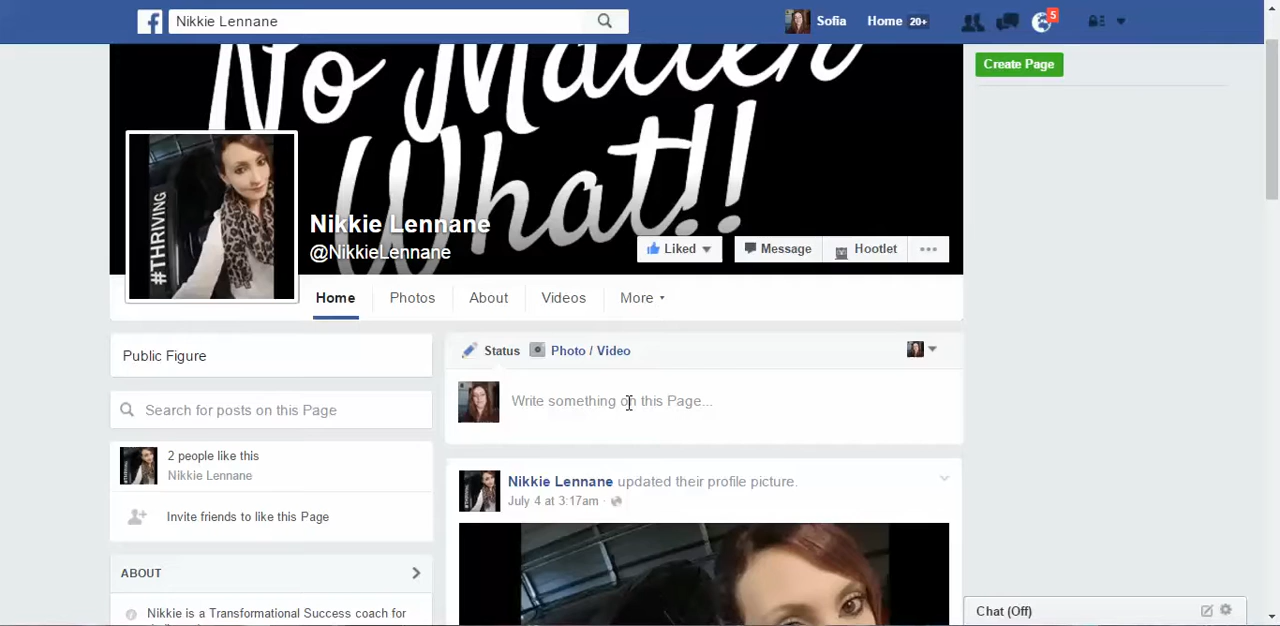 Nikkie Lennane
Sofia Home 20+ 5
No Matter
What!!
Create Page
#THRIVING
Nikkie Lennane
@NikkieLennane
Liked Message Hootlet
Home Photos About Videos More
Public Figure
Status Photo / Video
Search for posts on this Page
Write something on this Page...
2 people like this
Nikkie Lennane
Nikkie Lennane updated their profile picture.
July 4 at 3:17am
Invite friends to like this Page
ABOUT
Nikkie is a Transformational Success coach for
Chat (Off)